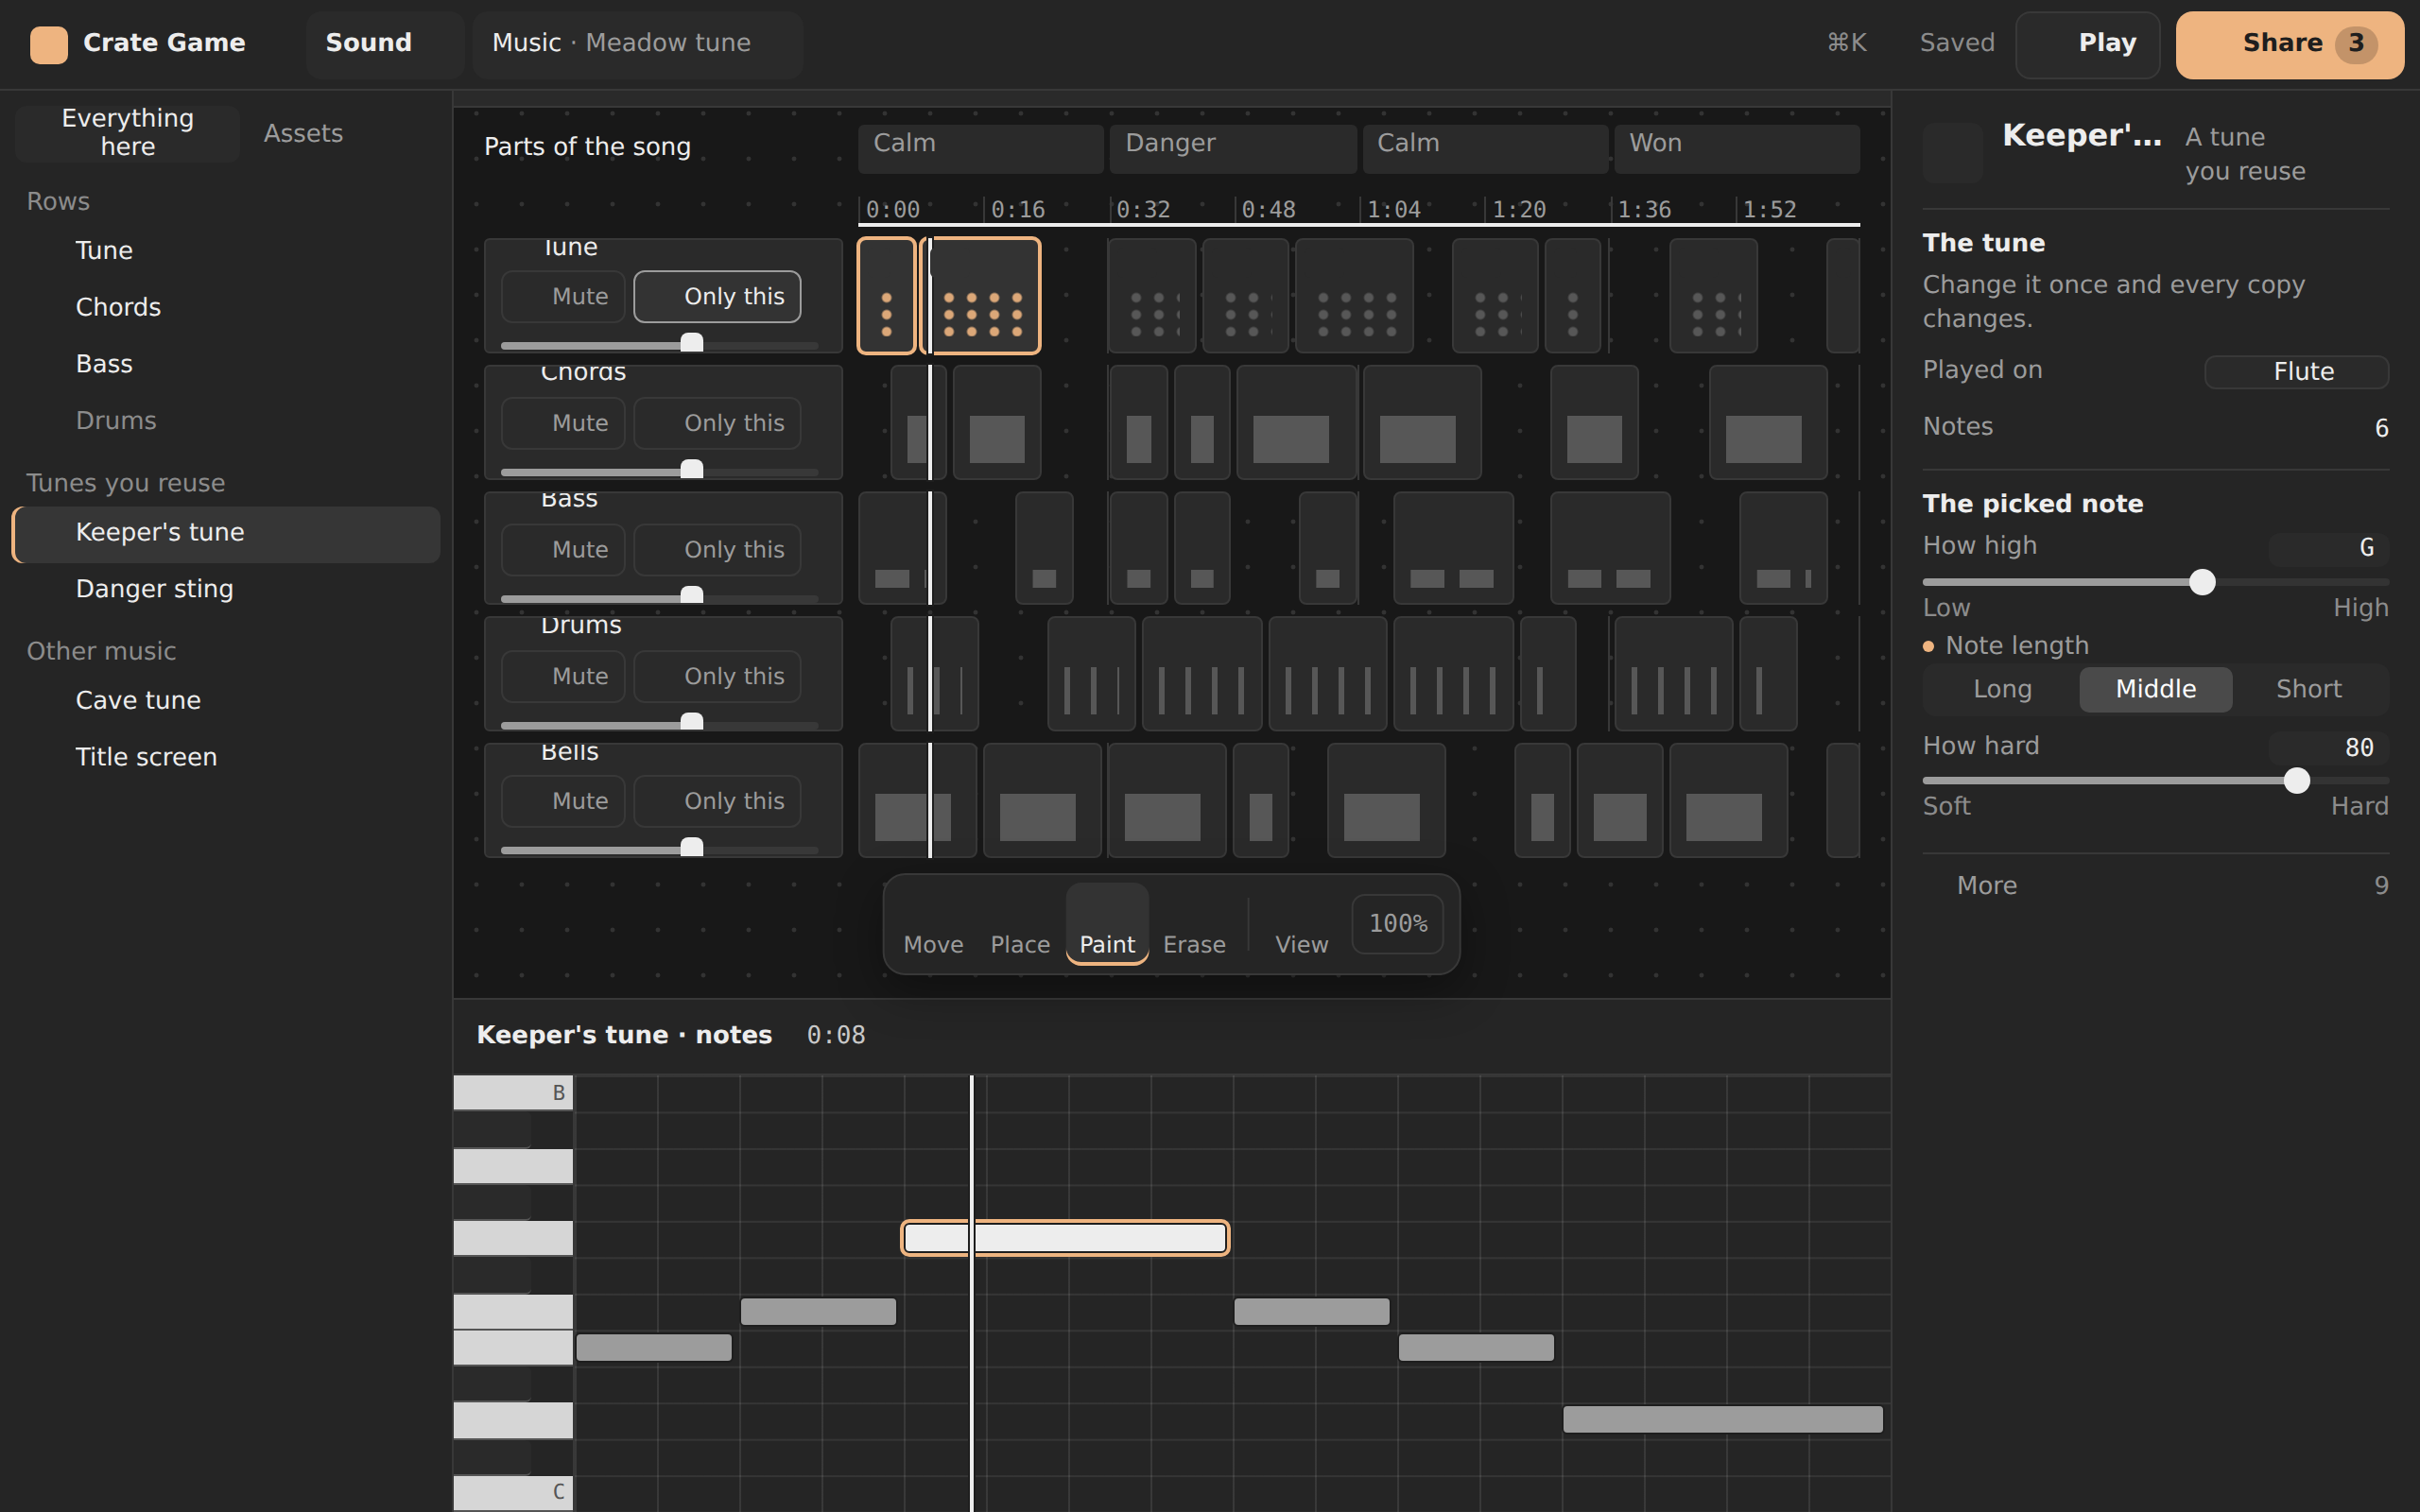 Crate Game
Sound
Music · Meadow tune
⌘K
Saved
Play
Share 3
Everything
here
Assets
Rows
Tune
Chords
Bass
Drums
Tunes you reuse
Keeper's tune
Danger sting
Other music
Cave tune
Title screen
Parts of the song
Calm
Danger
Calm
Won
0:00
0:16
0:32
0:48
1:04
1:20
1:36
1:52
Tune
Mute
Only this
Chords
Mute
Only this
Bass
Mute
Only this
Drums
Mute
Only this
Bells
Mute
Only this
Move
Place
Paint
Erase
View
100%
Keeper's tune · notes
0:08
B
C
Keeper'…
A tune
you reuse
The tune
Change it once and every copy
changes.
Played on
Flute
Notes
6
The picked note
How high
G
Low
High
Note length
Long
Middle
Short
How hard
80
Soft
Hard
More
9